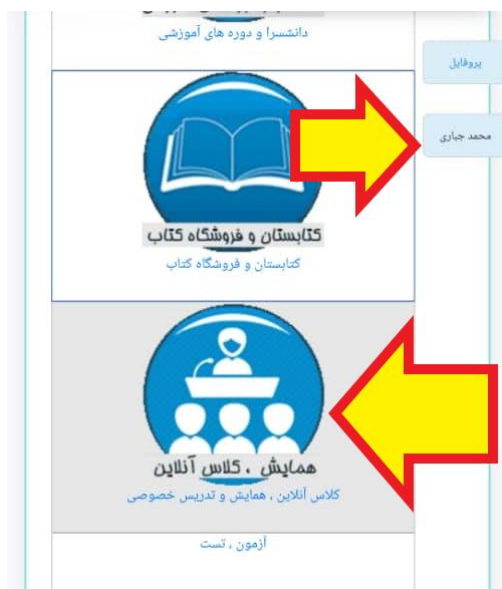 دانشسرا و دوره های آموزشی
پروفایل
محمد جباری
کتابستان و فروشگاه کتاب
کتابستان و فروشگاه کتاب
همایش ، کلاس آنلاین
کلاس آنلاین ، همایش و تدریس خصوصی
آزمون ، تست